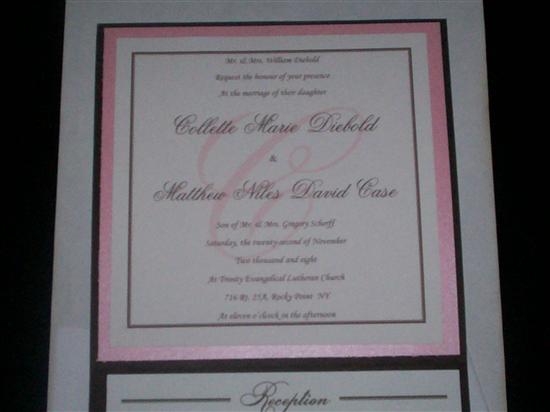 Mr. & Mrs. William Diebold
Request the honour of your presence
At the marriage of their daughter
Collette Marie Diebold
&
Matthew Niles David Case
Son of Mr. & Mrs. Gregory Scherff
Saturday, the twenty-second of November
Two thousand and eight
At Trinity Evangelical Lutheran Church
716 Rt. 25A, Rocky Point NY
At eleven o'clock in the afternoon
Reception